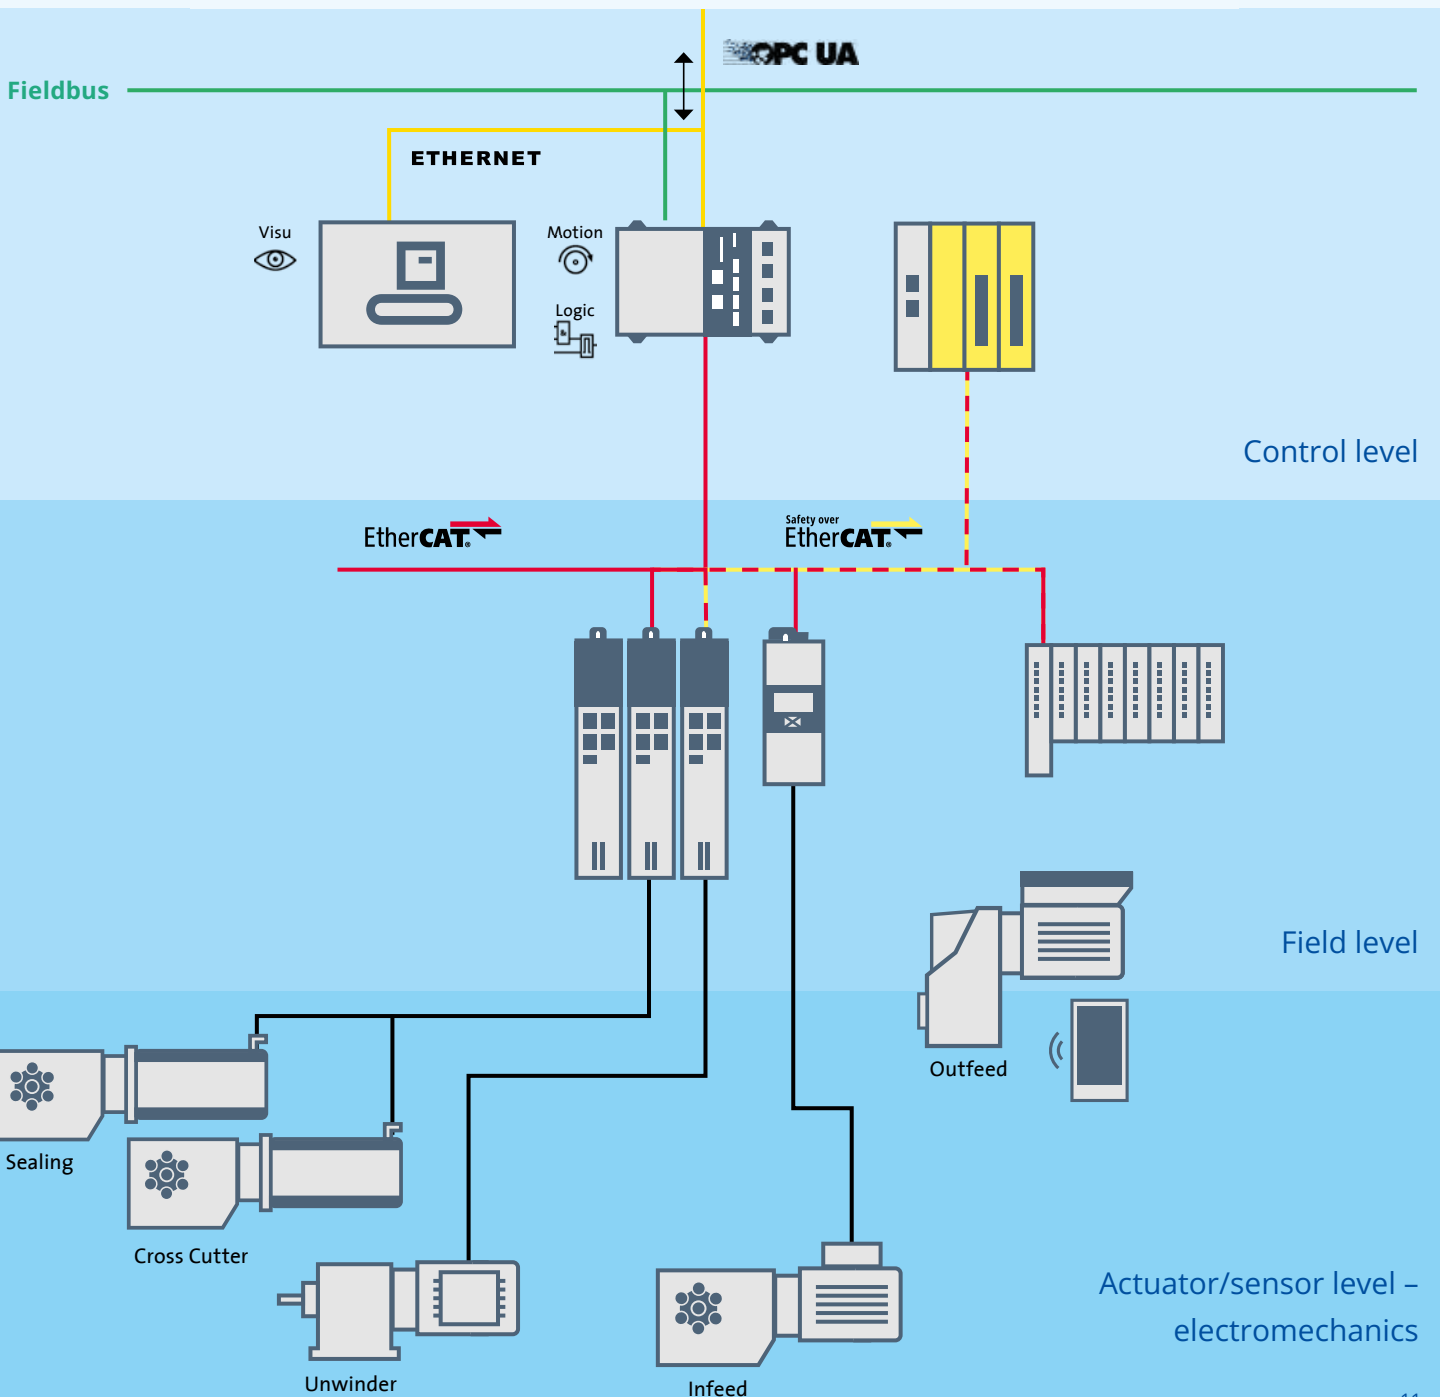 OPC UA
Fieldbus
ETHERNET
Visu
Motion
Logic
&
Control level
EtherCAT®
Safety over
EtherCAT®
Field level
Outfeed
Sealing
Cross Cutter
Unwinder
Infeed
Actuator/sensor level –
electromechanics